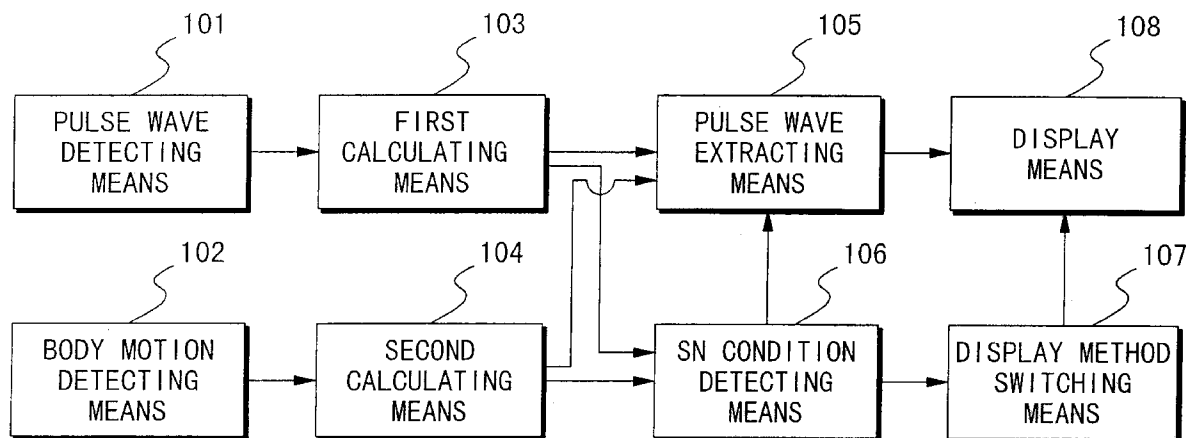 101
103
105
108
PULSE WAVE
DETECTING
MEANS
FIRST
CALCULATING
MEANS
PULSE WAVE
EXTRACTING
MEANS
DISPLAY
MEANS
102
104
106
107
BODY MOTION
DETECTING
MEANS
SECOND
CALCULATING
MEANS
SN CONDITION
DETECTING
MEANS
DISPLAY METHOD
SWITCHING
MEANS